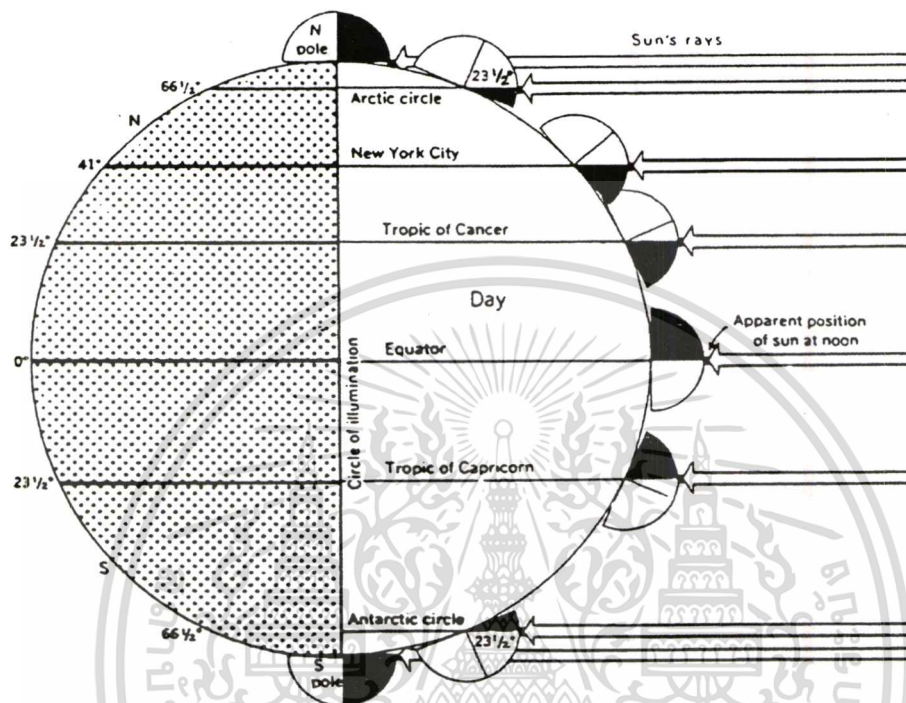 N
pole
Sun's rays
23 1/2°
66 1/2°
Arctic circle
N
41°
New York City
23 1/2°
Tropic of Cancer
Day
Apparent position
of sun at noon
0°
Equator
Circle of illumination
23 1/2°
Tropic of Capricorn
S
Antarctic circle
66 1/2°
23 1/2°
S
pole